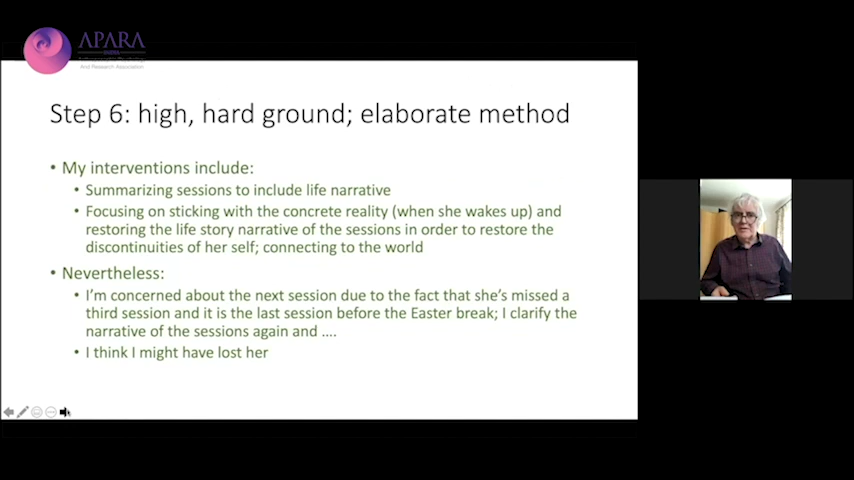 APARA
And Research Association
Step 6: high, hard ground; elaborate method
• My interventions include:
• Summarizing sessions to include life narrative
• Focusing on sticking with the concrete reality (when she wakes up) and
restoring the life story narrative of the sessions in order to restore the
discontinuities of her self; connecting to the world
• Nevertheless:
• I'm concerned about the next session due to the fact that she's missed a
third session and it is the last session before the Easter break; I clarify the
narrative of the sessions again and ....
• I think I might have lost her